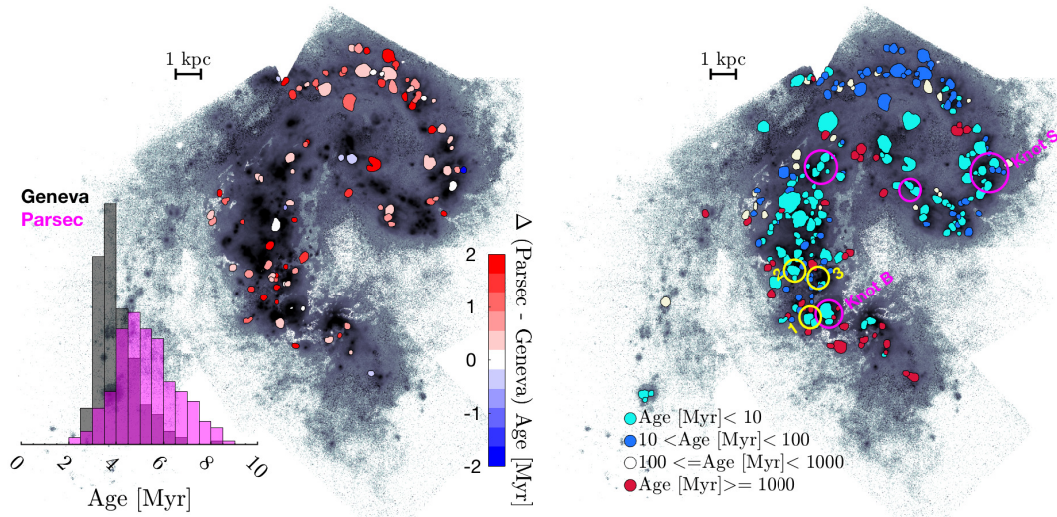 1 kpc
Geneva
Parsec
0
2
4
6
8
10
Age [Myr]
2
1
0
-1
-2
Δ (Parsec - Geneva) Age [Myr]
1 kpc
Knot S
2
3
Knot B
1
Age [Myr]< 10
10 <Age [Myr]< 100
100 <=Age [Myr]< 1000
Age [Myr]>= 1000